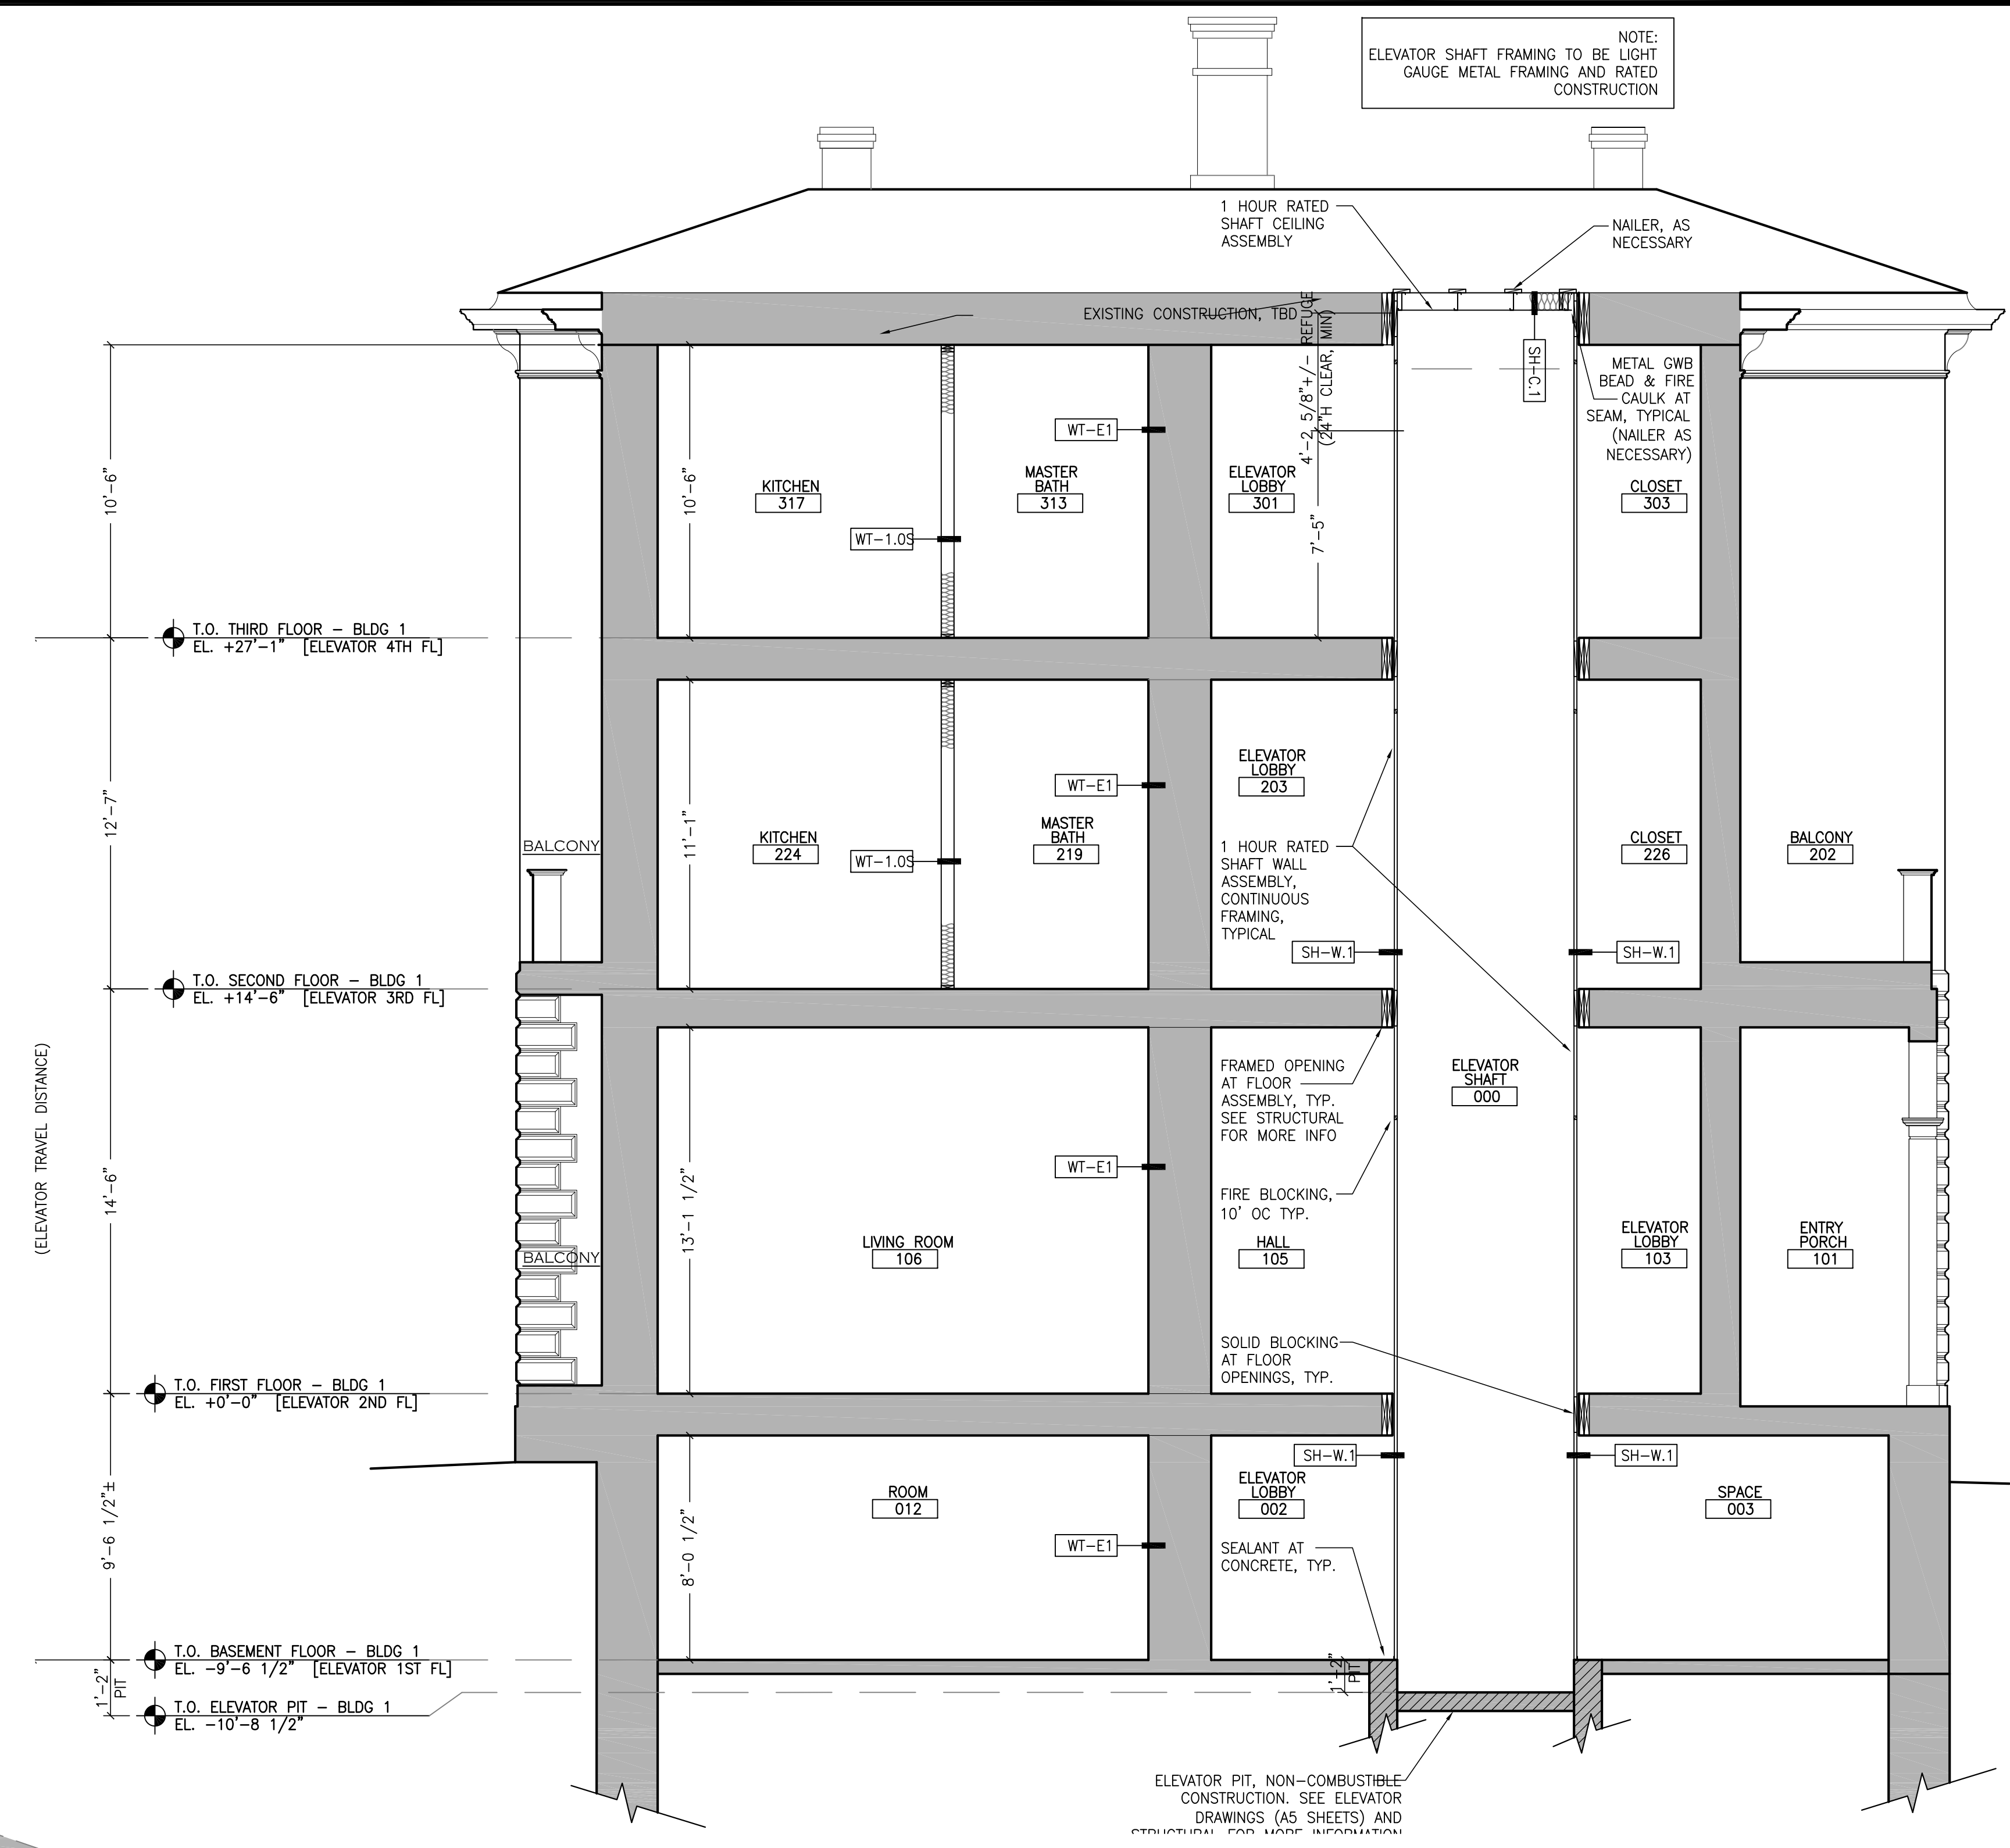 NOTE:
ELEVATOR SHAFT FRAMING TO BE LIGHT
GAUGE METAL FRAMING AND RATED
CONSTRUCTION
1 HOUR RATED
SHAFT CEILING
ASSEMBLY
NAILER, AS
NECESSARY
EXISTING CONSTRUCTION, TBD
4'-2 5/8"+/- REFUGE
(24"H CLEAR, MIN)
SH-C.1
METAL GWB
BEAD & FIRE
CAULK AT
SEAM, TYPICAL
(NAILER AS
NECESSARY)
10'-6"
10'-6"
WT-E1
KITCHEN
317
MASTER
BATH
313
ELEVATOR
LOBBY
301
CLOSET
303
WT-1.0S
7'-5"
T.O. THIRD FLOOR - BLDG 1
EL. +27'-1" [ELEVATOR 4TH FL]
12'-7"
11'-1"
WT-E1
ELEVATOR
LOBBY
203
BALCONY
KITCHEN
224
WT-1.0S
MASTER
BATH
219
1 HOUR RATED
SHAFT WALL
ASSEMBLY,
CONTINUOUS
FRAMING,
TYPICAL
CLOSET
226
BALCONY
202
SH-W.1
SH-W.1
T.O. SECOND FLOOR - BLDG 1
EL. +14'-6" [ELEVATOR 3RD FL]
(ELEVATOR TRAVEL DISTANCE)
14'-6"
13'-1 1/2"
FRAMED OPENING
AT FLOOR
ASSEMBLY, TYP.
SEE STRUCTURAL
FOR MORE INFO
ELEVATOR
SHAFT
000
WT-E1
FIRE BLOCKING,
10' OC TYP.
BALCONY
LIVING ROOM
106
HALL
105
ELEVATOR
LOBBY
103
ENTRY
PORCH
101
SOLID BLOCKING
AT FLOOR
OPENINGS, TYP.
T.O. FIRST FLOOR - BLDG 1
EL. +0'-0" [ELEVATOR 2ND FL]
9'-6 1/2"±
8'-0 1/2"
SH-W.1
SH-W.1
ROOM
012
ELEVATOR
LOBBY
002
SPACE
003
WT-E1
SEALANT AT
CONCRETE, TYP.
T.O. BASEMENT FLOOR - BLDG 1
EL. -9'-6 1/2" [ELEVATOR 1ST FL]
1'-2"
PIT
1'-2"
PIT
T.O. ELEVATOR PIT - BLDG 1
EL. -10'-8 1/2"
ELEVATOR PIT, NON-COMBUSTIBLE
CONSTRUCTION. SEE ELEVATOR
DRAWINGS (A5 SHEETS) AND
STRUCTURAL FOR MORE INFORMATION